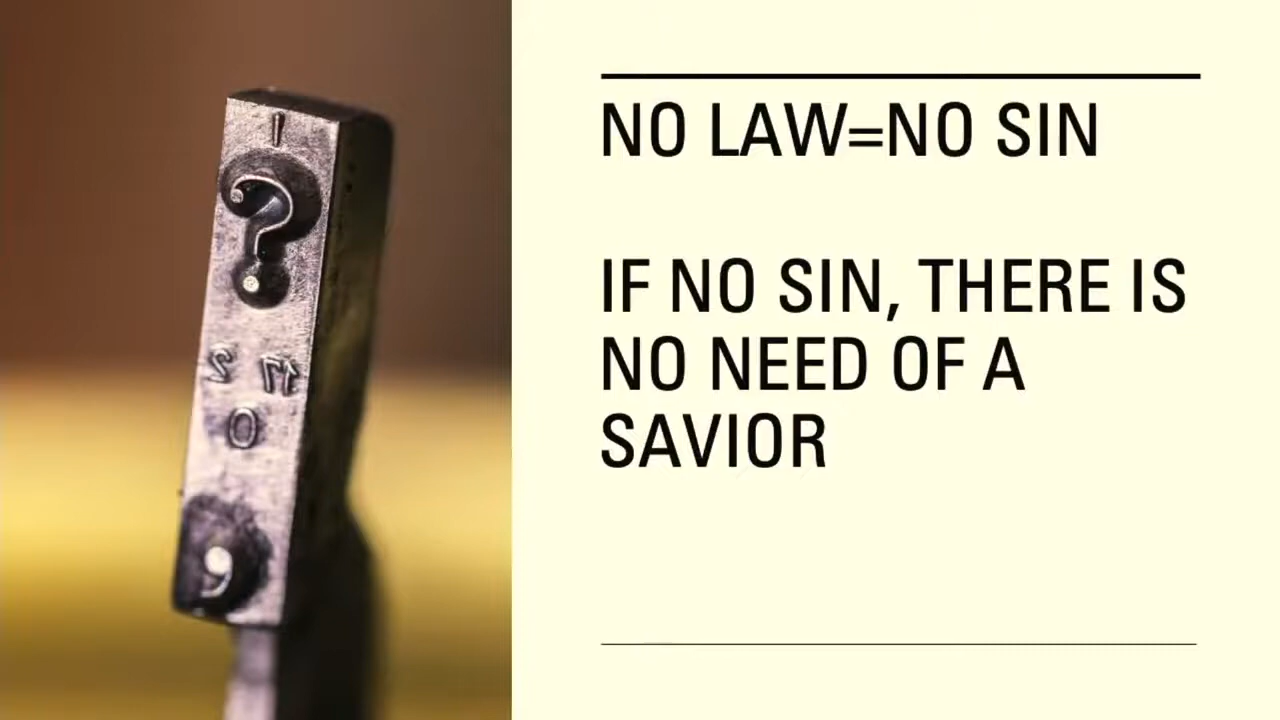 NO LAW=NO SIN
IF NO SIN, THERE IS
NO NEED OF A
SAVIOR
?
,